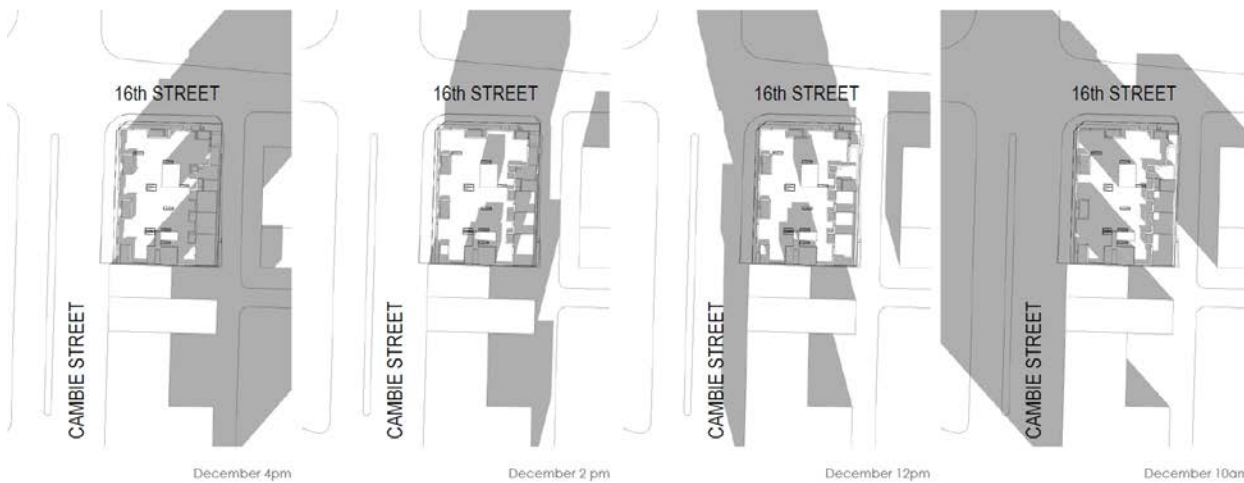 16th STREET
16th STREET
16th STREET
16th STREET
CAMBIE STREET
CAMBIE STREET
CAMBIE STREET
CAMBIE STREET
December 4pm
December 2 pm
December 12pm
December 10am